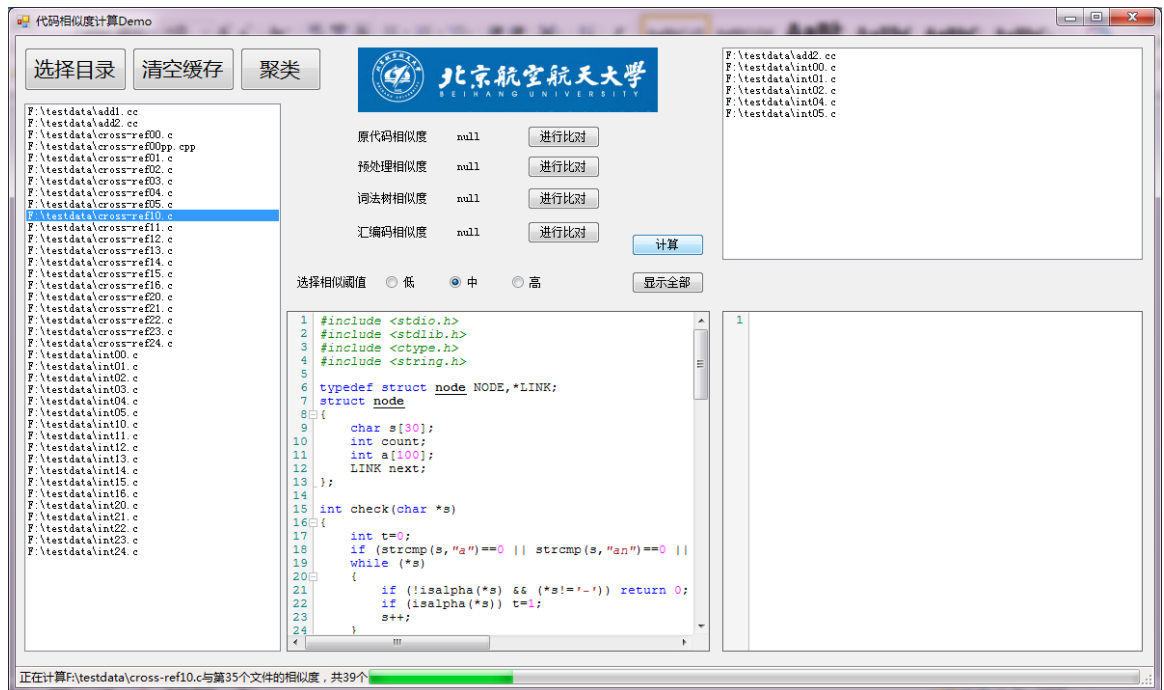 代码相似度计算Demo
选择目录
清空缓存
聚类
北京航空航天大学
BEIHANG UNIVERSITY
F:\testdata\add1.cc
F:\testdata\add2.cc
F:\testdata\cross-ref00.c
F:\testdata\cross-ref00pp.cpp
F:\testdata\cross-ref01.c
F:\testdata\cross-ref02.c
F:\testdata\cross-ref03.c
F:\testdata\cross-ref04.c
F:\testdata\cross-ref05.c
F:\testdata\cross-ref10.c
F:\testdata\cross-ref11.c
F:\testdata\cross-ref12.c
F:\testdata\cross-ref13.c
F:\testdata\cross-ref14.c
F:\testdata\cross-ref15.c
F:\testdata\cross-ref16.c
F:\testdata\cross-ref20.c
F:\testdata\cross-ref21.c
F:\testdata\cross-ref22.c
F:\testdata\cross-ref23.c
F:\testdata\cross-ref24.c
F:\testdata\int00.c
F:\testdata\int01.c
F:\testdata\int02.c
F:\testdata\int03.c
F:\testdata\int04.c
F:\testdata\int05.c
F:\testdata\int10.c
F:\testdata\int11.c
F:\testdata\int12.c
F:\testdata\int13.c
F:\testdata\int14.c
F:\testdata\int15.c
F:\testdata\int16.c
F:\testdata\int20.c
F:\testdata\int21.c
F:\testdata\int22.c
F:\testdata\int23.c
F:\testdata\int24.c
原代码相似度 null 进行比对
预处理相似度 null 进行比对
词法树相似度 null 进行比对
汇编码相似度 null 进行比对
计算
选择相似阈值 低 中 高 显示全部
F:\testdata\add2.cc
F:\testdata\int00.c
F:\testdata\int01.c
F:\testdata\int02.c
F:\testdata\int04.c
F:\testdata\int05.c
1 #include <stdio.h>
2 #include <stdlib.h>
3 #include <ctype.h>
4 #include <string.h>
5
6 typedef struct node NODE,*LINK;
7 struct node
8 {
9 char s[30];
10 int count;
11 int a[100];
12 LINK next;
13 };
14
15 int check(char *s)
16 {
17 int t=0;
18 if (strcmp(s,"a")==0 || strcmp(s,"an")==0 ||
19 while (*s)
20 {
21 if (!isalpha(*s) && (*s!='-')) return 0;
22 if (isalpha(*s)) t=1;
23 s++;
24 }
1
正在计算F:\testdata\cross-ref10.c与第35个文件的相似度，共39个